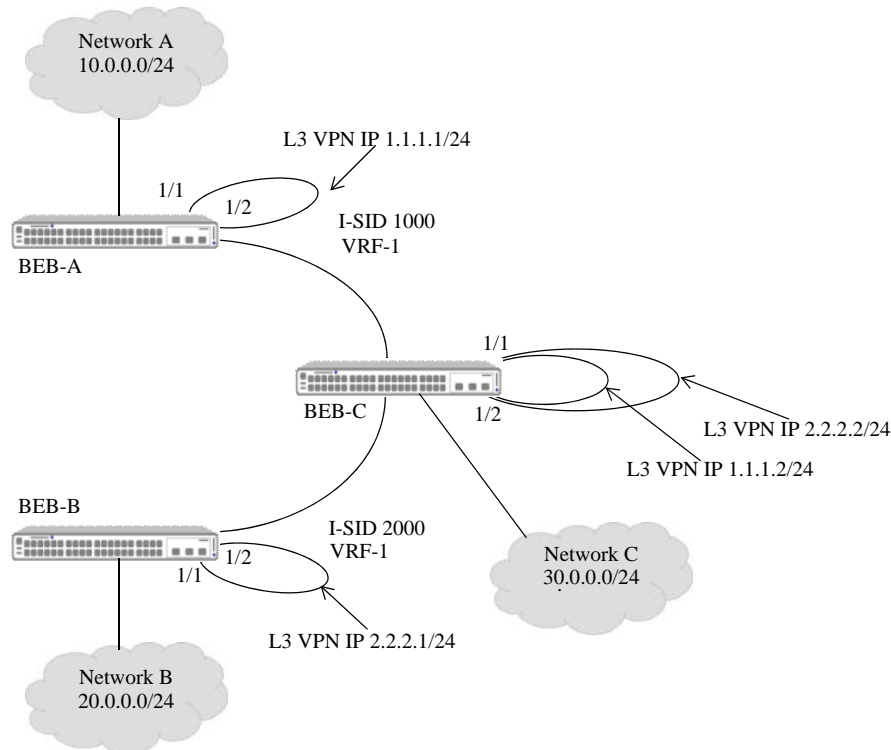 Network A
10.0.0.0/24
L3 VPN IP 1.1.1.1/24
1/1
1/2
I-SID 1000
VRF-1
BEB-A
1/1
BEB-C
1/2
L3 VPN IP 2.2.2.2/24
L3 VPN IP 1.1.1.2/24
BEB-B
I-SID 2000
VRF-1
1/2
1/1
Network C
30.0.0.0/24
L3 VPN IP 2.2.2.1/24
Network B
20.0.0.0/24